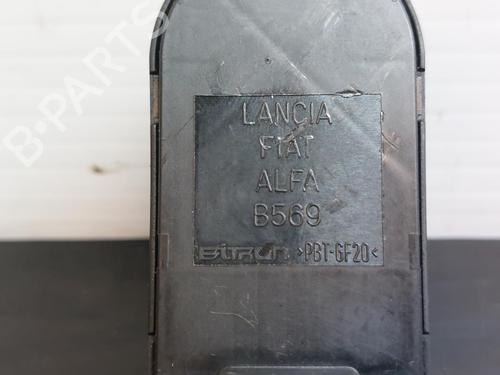 B-PARTS
LANCIA
FIAT
ALFA
B569
BITRON >PBT-GF20<